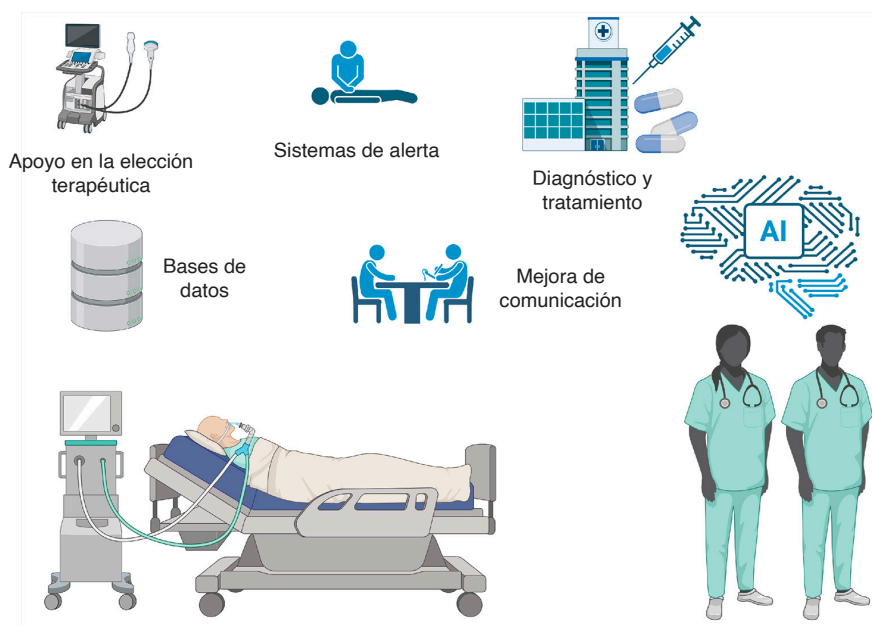 Apoyo en la elección
terapéutica
Sistemas de alerta
Diagnóstico y
tratamiento
Bases de
datos
Mejora de
comunicación
AI